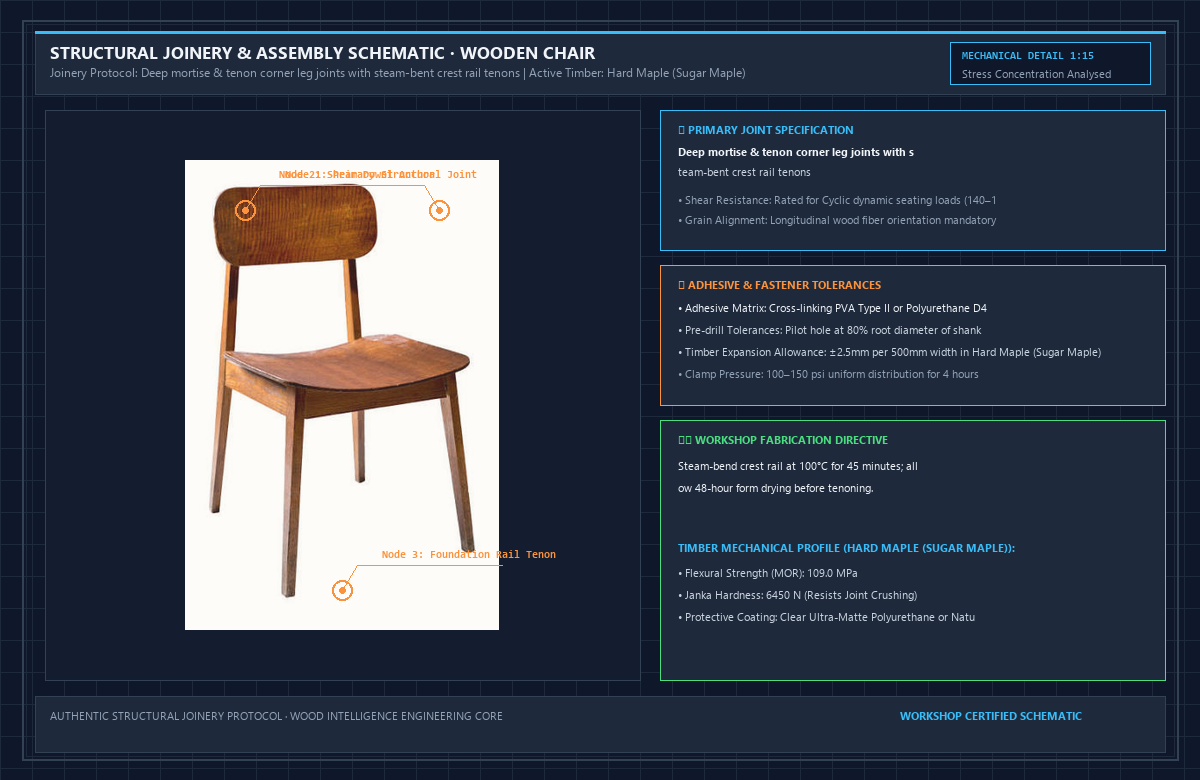 STRUCTURAL JOINERY & ASSEMBLY SCHEMATIC · WOODEN CHAIR
Joinery Protocol: Deep mortise & tenon corner leg joints with steam-bent crest rail tenons | Active Timber: Hard Maple (Sugar Maple)
MECHANICAL DETAIL 1:15
Stress Concentration Analysed
Structural Joint
Node 3: Foundation Rail Tenon
PRIMARY JOINT SPECIFICATION
Deep mortise & tenon corner leg joints with s
team-bent crest rail tenons
• Shear Resistance: Rated for Cyclic dynamic seating loads (140–1
• Grain Alignment: Longitudinal wood fiber orientation mandatory
ADHESIVE & FASTENER TOLERANCES
• Adhesive Matrix: Cross-linking PVA Type II or Polyurethane D4
• Pre-drill Tolerances: Pilot hole at 80% root diameter of shank
• Timber Expansion Allowance: ±2.5mm per 500mm width in Hard Maple (Sugar Maple)
• Clamp Pressure: 100–150 psi uniform distribution for 4 hours
WORKSHOP FABRICATION DIRECTIVE
Steam-bend crest rail at 100°C for 45 minutes; all
ow 48-hour form drying before tenoning.
TIMBER MECHANICAL PROFILE (HARD MAPLE (SUGAR MAPLE)):
• Flexural Strength (MOR): 109.0 MPa
• Janka Hardness: 6450 N (Resists Joint Crushing)
• Protective Coating: Clear Ultra-Matte Polyurethane or Natu
AUTHENTIC STRUCTURAL JOINERY PROTOCOL · WOOD INTELLIGENCE ENGINEERING CORE
WORKSHOP CERTIFIED SCHEMATIC